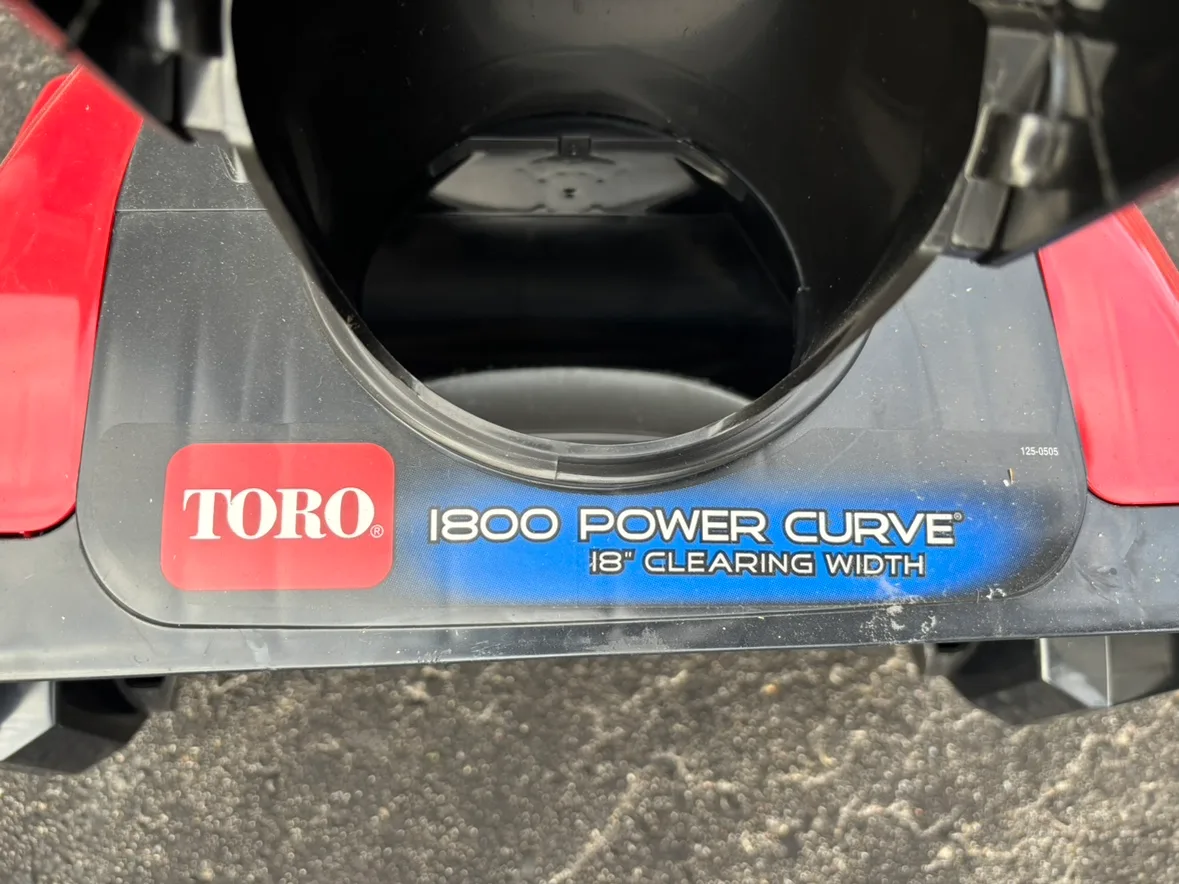 125-0505
TORO®
1800 POWER CURVE®
18" CLEARING WIDTH